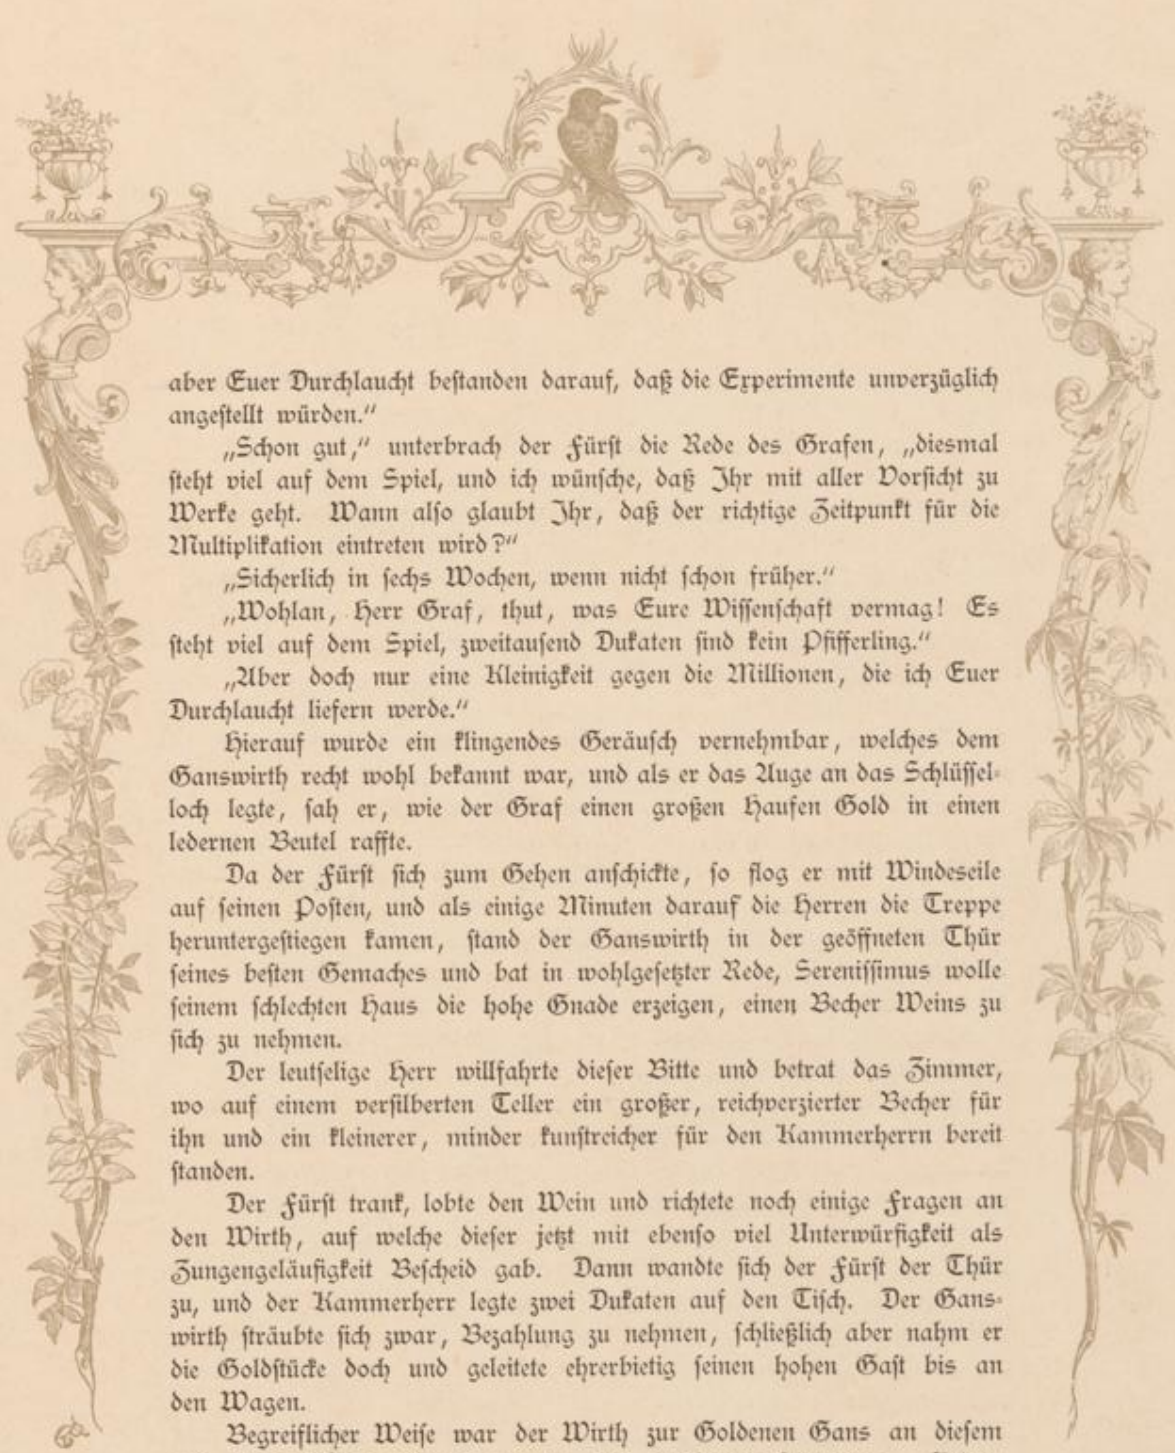 aber Euer Durchlaucht bestanden darauf, daß die Experimente unverzüglich
angestellt würden.“
„Schon gut,“ unterbrach der Fürst die Rede des Grafen, „diesmal
steht viel auf dem Spiel, und ich wünsche, daß Ihr mit aller Vorsicht zu
Werke geht. Wann also glaubt Ihr, daß der richtige Zeitpunkt für die
Multiplikation eintreten wird?“
„Sicherlich in sechs Wochen, wenn nicht schon früher.“
„Wohlan, Herr Graf, thut, was Eure Wissenschaft vermag! Es
steht viel auf dem Spiel, zweitausend Dukaten sind kein Pfifferling.“
„Aber doch nur eine Kleinigkeit gegen die Millionen, die ich Euer
Durchlaucht liefern werde.“
Hierauf wurde ein klingendes Geräusch vernehmbar, welches dem
Ganswirth recht wohl bekannt war, und als er das Auge an das Schlüssel-
loch legte, sah er, wie der Graf einen großen Haufen Gold in einen
ledernen Beutel raffte.
Da der Fürst sich zum Gehen anschickte, so flog er mit Windeseile
auf seinen Posten, und als einige Minuten darauf die Herren die Treppe
heruntergestiegen kamen, stand der Ganswirth in der geöffneten Thür
seines besten Gemaches und bat in wohlgesetzter Rede, Serenissimus wolle
seinem schlechten Haus die hohe Gnade erzeigen, einen Becher Weins zu
sich zu nehmen.
Der leutselige Herr willfahrte dieser Bitte und betrat das Zimmer,
wo auf einem versilberten Teller ein großer, reichverzierter Becher für
ihn und ein kleinerer, minder kunstreicher für den Kammerherrn bereit
standen.
Der Fürst trank, lobte den Wein und richtete noch einige Fragen an
den Wirth, auf welche dieser jetzt mit ebenso viel Unterwürfigkeit als
Zungengeläufigkeit Bescheid gab. Dann wandte sich der Fürst der Thür
zu, und der Kammerherr legte zwei Dukaten auf den Tisch. Der Gans-
wirth sträubte sich zwar, Bezahlung zu nehmen, schließlich aber nahm er
die Goldstücke doch und geleitete ehrerbietig seinen hohen Gast bis an
den Wagen.
Begreiflicher Weise war der Wirth zur Goldenen Gans an diesem